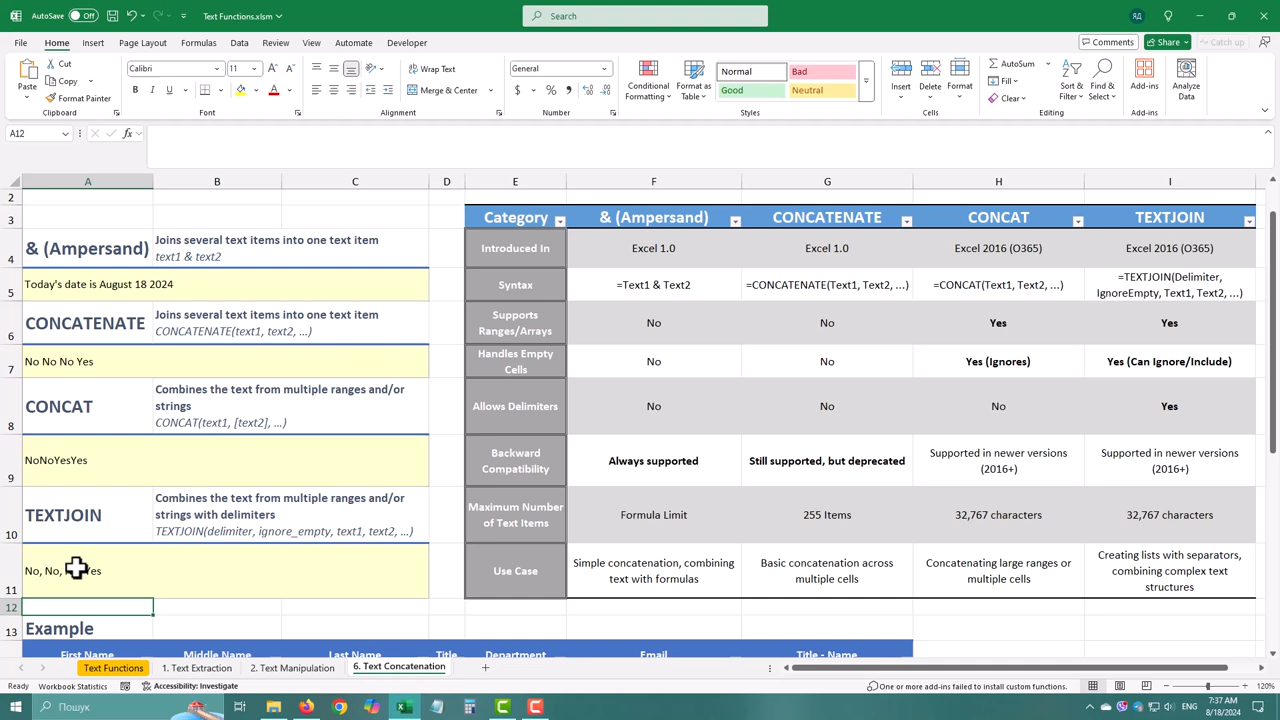 AutoSave Off Text Functions.xlsm Search
File Home Insert Page Layout Formulas Data Review View Automate Developer Comments Share Catch up
Paste Cut Copy Format Painter Clipboard
Calibri 11 B I U A Font
Wrap Text Merge & Center Alignment
General $ % Number
Conditional Formatting Format as Table Normal Bad Good Neutral Styles
Insert Delete Format Cells
AutoSum Fill Clear Sort & Filter Find & Select Editing
Add-ins Add-ins
Analyze Data
A12 fx
A B C D E F G H I
2
3 Category & (Ampersand) CONCATENATE CONCAT TEXTJOIN
4 & (Ampersand) Joins several text items into one text item
text1 & text2
Introduced In Excel 1.0 Excel 1.0 Excel 2016 (O365) Excel 2016 (O365)
5 Today's date is August 18 2024
Syntax =Text1 & Text2 =CONCATENATE(Text1, Text2, ...) =CONCAT(Text1, Text2, ...) =TEXTJOIN(Delimiter, IgnoreEmpty, Text1, Text2, ...)
6 CONCATENATE Joins several text items into one text item
CONCATENATE(text1, text2, ...)
Supports Ranges/Arrays No No Yes Yes
7 No No No Yes
Handles Empty Cells No No Yes (Ignores) Yes (Can Ignore/Include)
8 CONCAT Combines the text from multiple ranges and/or strings
CONCAT(text1, [text2], ...)
Allows Delimiters No No No Yes
9 NoNoYesYes
Backward Compatibility Always supported Still supported, but deprecated Supported in newer versions (2016+) Supported in newer versions (2016+)
10 TEXTJOIN Combines the text from multiple ranges and/or strings with delimiters
TEXTJOIN(delimiter, ignore_empty, text1, text2, ...)
Maximum Number of Text Items Formula Limit 255 Items 32,767 characters 32,767 characters
11 No, No, es
Use Case Simple concatenation, combining text with formulas Basic concatenation across multiple cells Concatenating large ranges or multiple cells Creating lists with separators, combining complex text structures
12
13 Example
First Name Middle Name Last Name Title Department Email Title - Name
Text Functions 1. Text Extraction 2. Text Manipulation 6. Text Concatenation
Ready Workbook Statistics Accessibility: Investigate One or more add-ins failed to install custom functions. 120%
Пошук 7:37 AM
8/18/2024